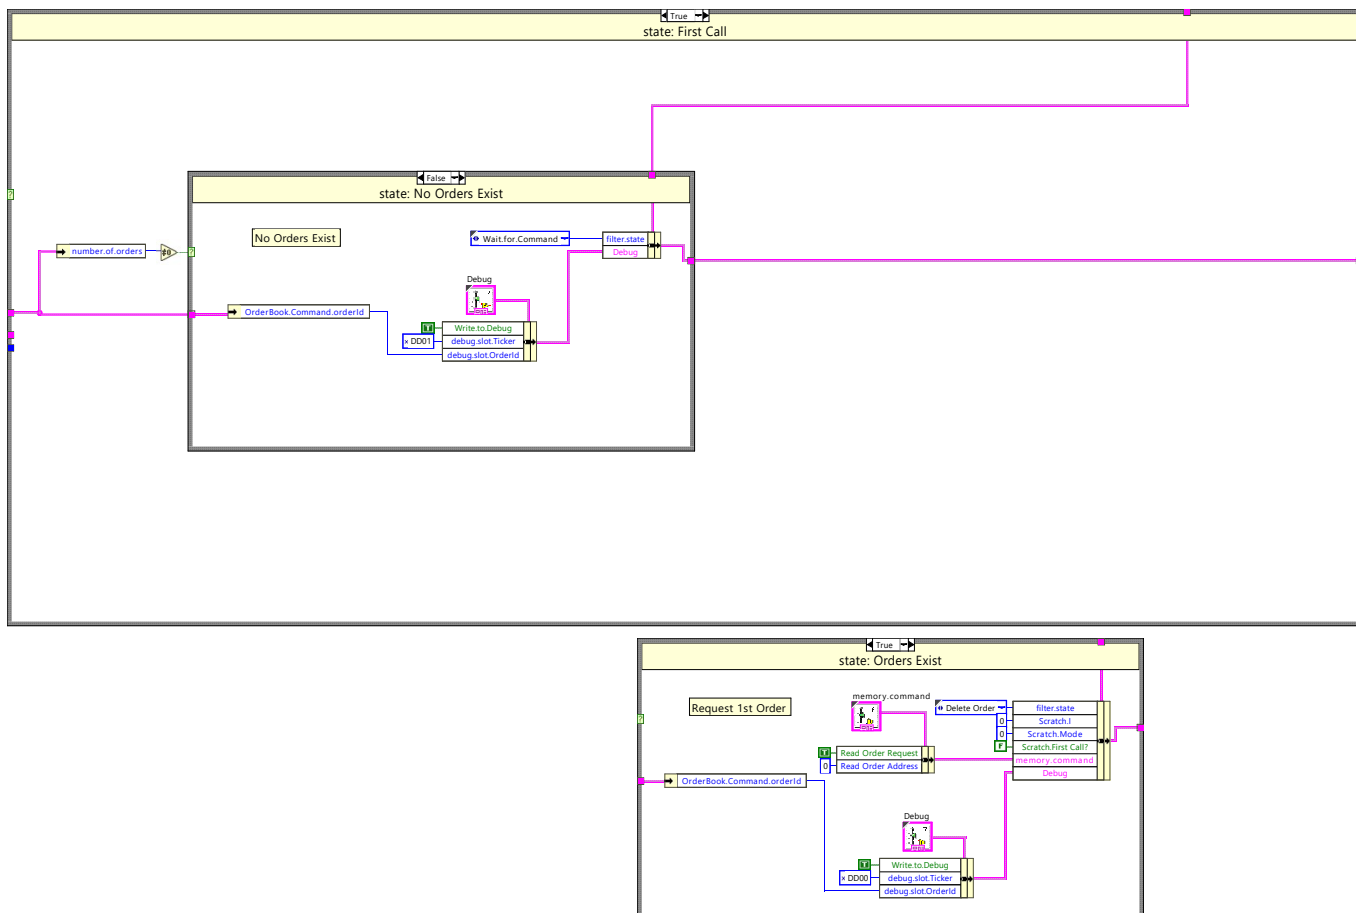 True
state: First Call
False
state: No Orders Exist
No Orders Exist
Wait.for.Command
filter.state
Debug
number.of.orders
≠0
?
?
Debug
OrderBook.Command.orderId
T
Write.to.Debug
x DD01
debug.slot.Ticker
debug.slot.OrderId
True
state: Orders Exist
memory.command
Request 1st Order
Delete Order
filter.state
0
Scratch.I
0
Scratch.Mode
F
Scratch.First Call?
memory.command
Debug
?
T
Read Order Request
0
Read Order Address
OrderBook.Command.orderId
Debug
T
Write.to.Debug
x DD00
debug.slot.Ticker
debug.slot.OrderId